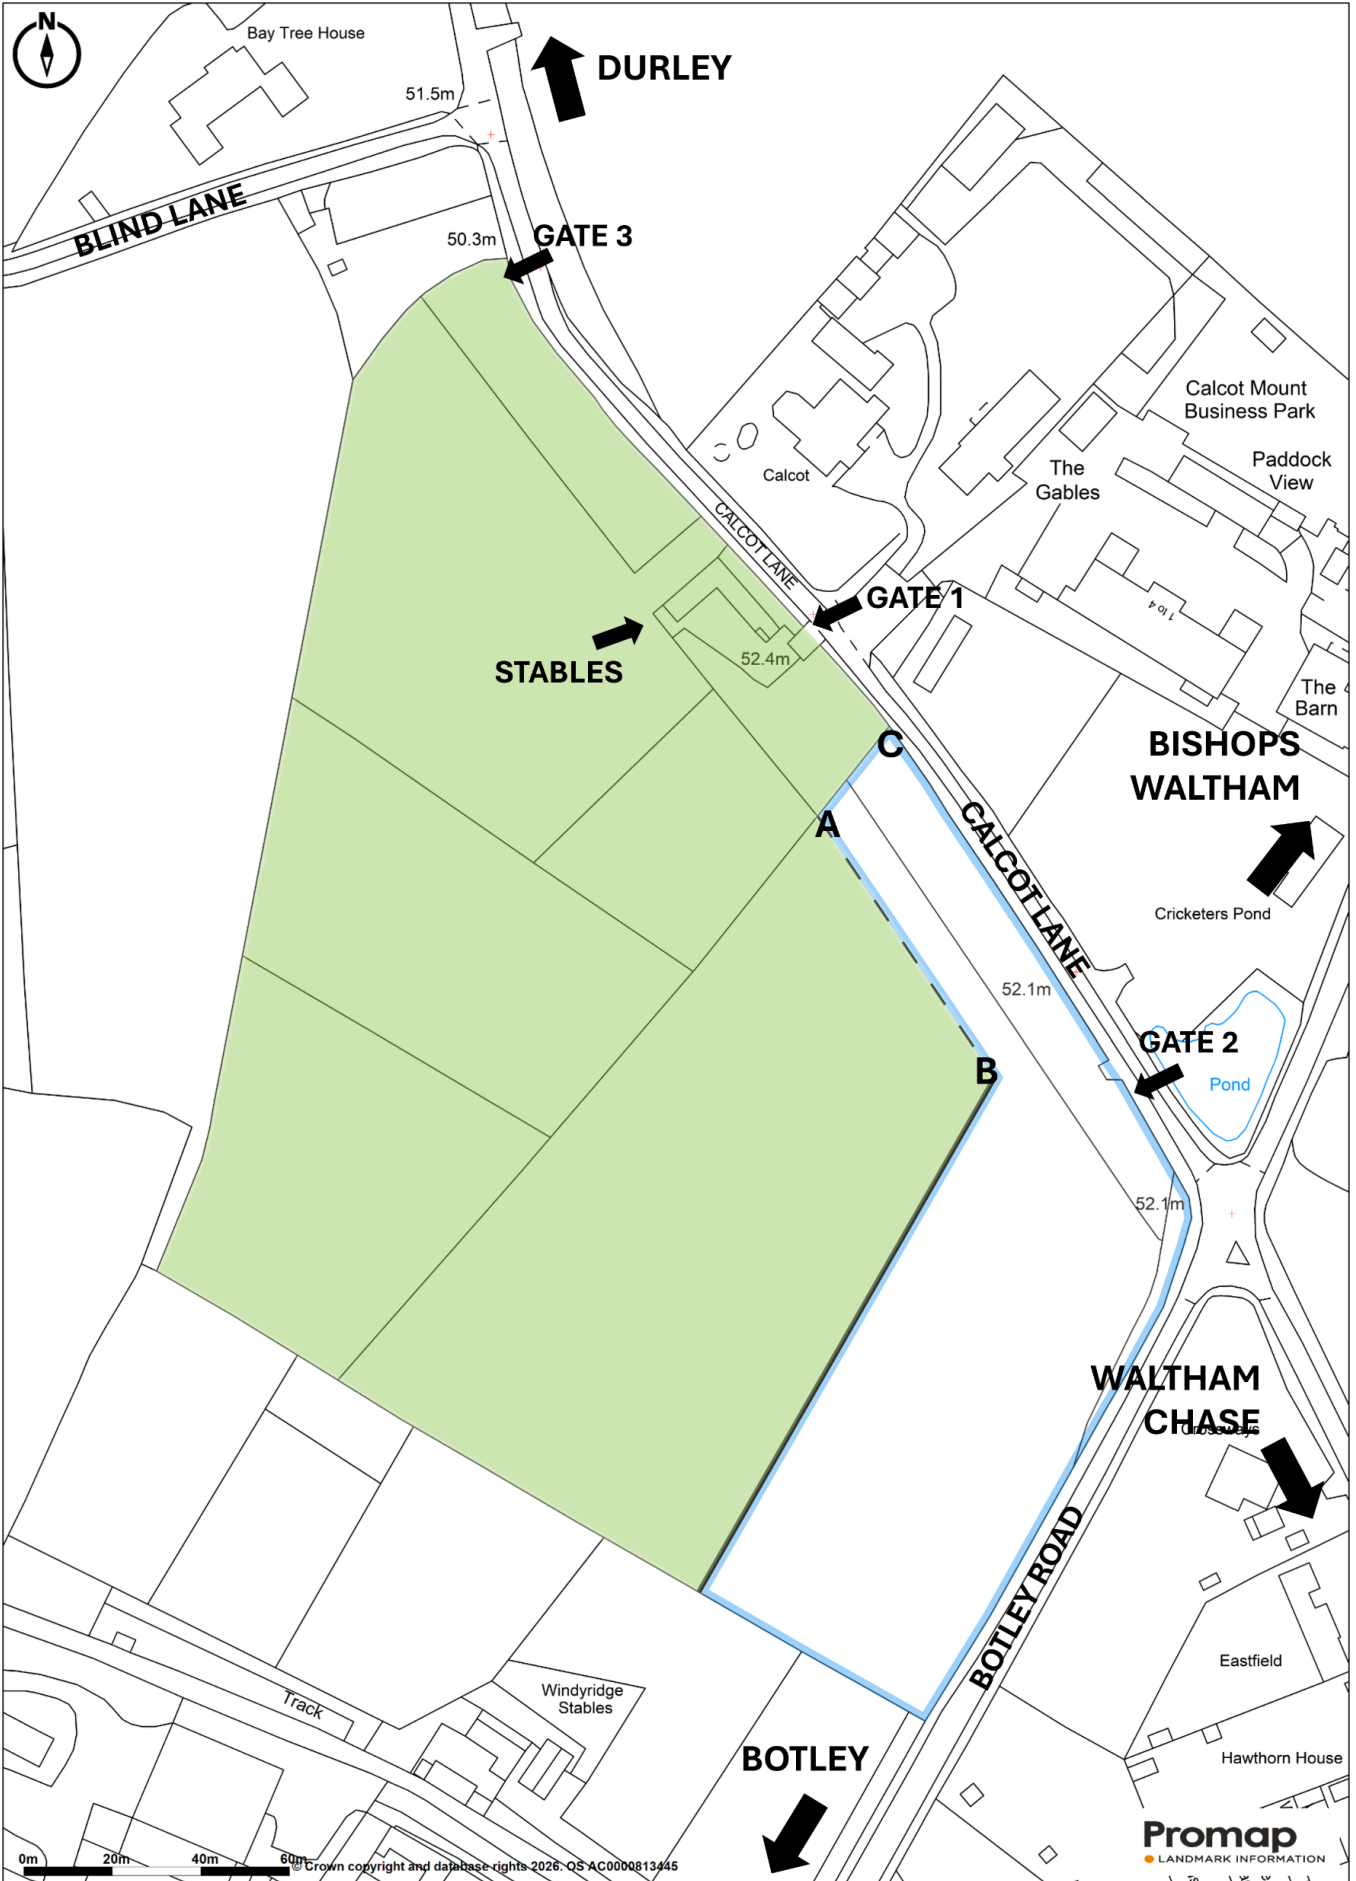 N
Bay Tree House
DURLEY
51.5m
BLIND LANE
50.3m
GATE 3
Calcot Mount
Business Park
Paddock
View
The
Gables
Calcot
CALCOT LANE
GATE 1
1 to 4
STABLES
52.4m
The
Barn
BISHOPS
WALTHAM
C
A
CALCOT LANE
Cricketers Pond
52.1m
GATE 2
B
Pond
52.1m
WALTHAM
CHASE
Crossways
BOTLEY ROAD
Eastfield
Windyridge
Stables
Track
BOTLEY
Hawthorn House
Promap
LANDMARK INFORMATION
0m 20m 40m 60m
© Crown copyright and database rights 2026. OS AC0000813445